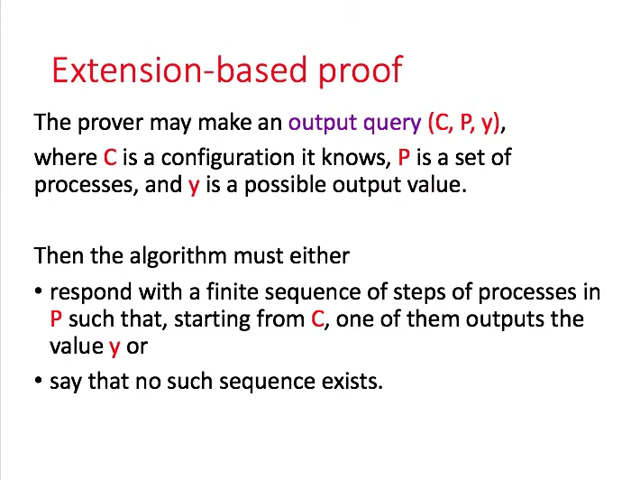 Extension-based proof
The prover may make an output query (C, P, y),
where C is a configuration it knows, P is a set of
processes, and y is a possible output value.
Then the algorithm must either
• respond with a finite sequence of steps of processes in
P such that, starting from C, one of them outputs the
value y or
• say that no such sequence exists.